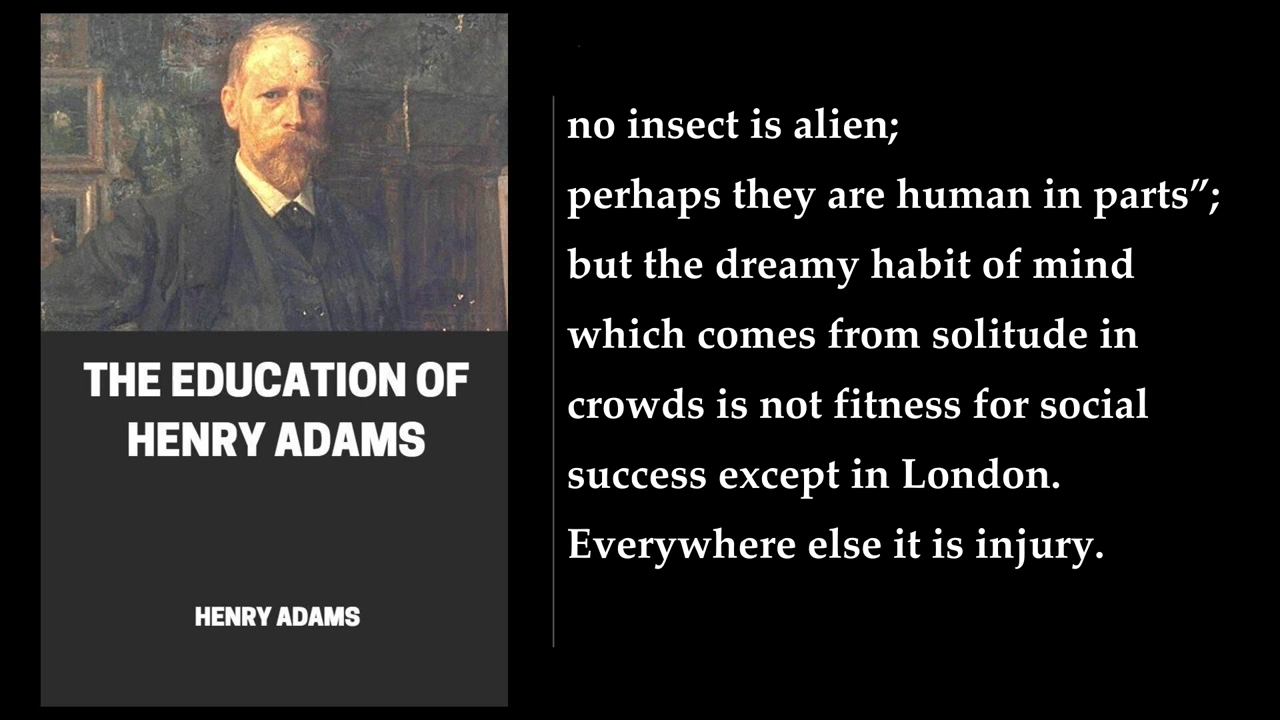 THE EDUCATION OF
HENRY ADAMS
HENRY ADAMS
no insect is alien;
perhaps they are human in parts”;
but the dreamy habit of mind
which comes from solitude in
crowds is not fitness for social
success except in London.
Everywhere else it is injury.